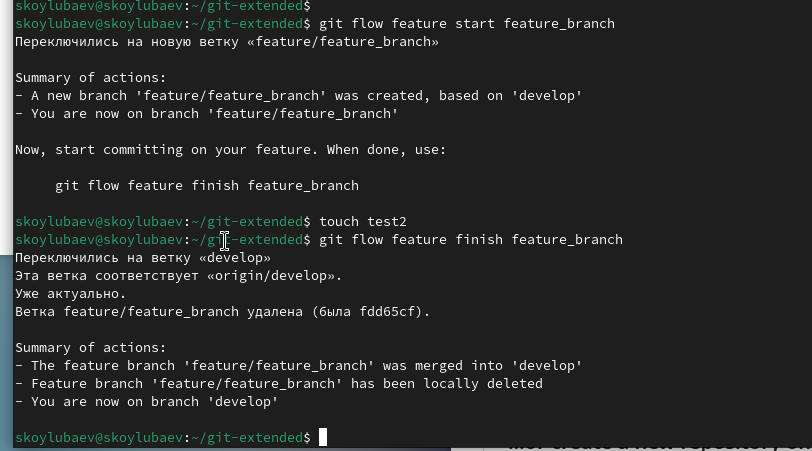 skoylubaev@skoylubaev:~/git-extended$
skoylubaev@skoylubaev:~/git-extended$ git flow feature start feature_branch
Переключились на новую ветку «feature/feature_branch»
Summary of actions:
- A new branch 'feature/feature_branch' was created, based on 'develop'
- You are now on branch 'feature/feature_branch'
Now, start committing on your feature. When done, use:
git flow feature finish feature_branch
skoylubaev@skoylubaev:~/git-extended$ touch test2
skoylubaev@skoylubaev:~/git-extended$ git flow feature finish feature_branch
Переключились на ветку «develop»
Эта ветка соответствует «origin/develop».
Уже актуально.
Ветка feature/feature_branch удалена (была fdd65cf).
Summary of actions:
- The feature branch 'feature/feature_branch' was merged into 'develop'
- Feature branch 'feature/feature_branch' has been locally deleted
- You are now on branch 'develop'
skoylubaev@skoylubaev:~/git-extended$
create a new repository on